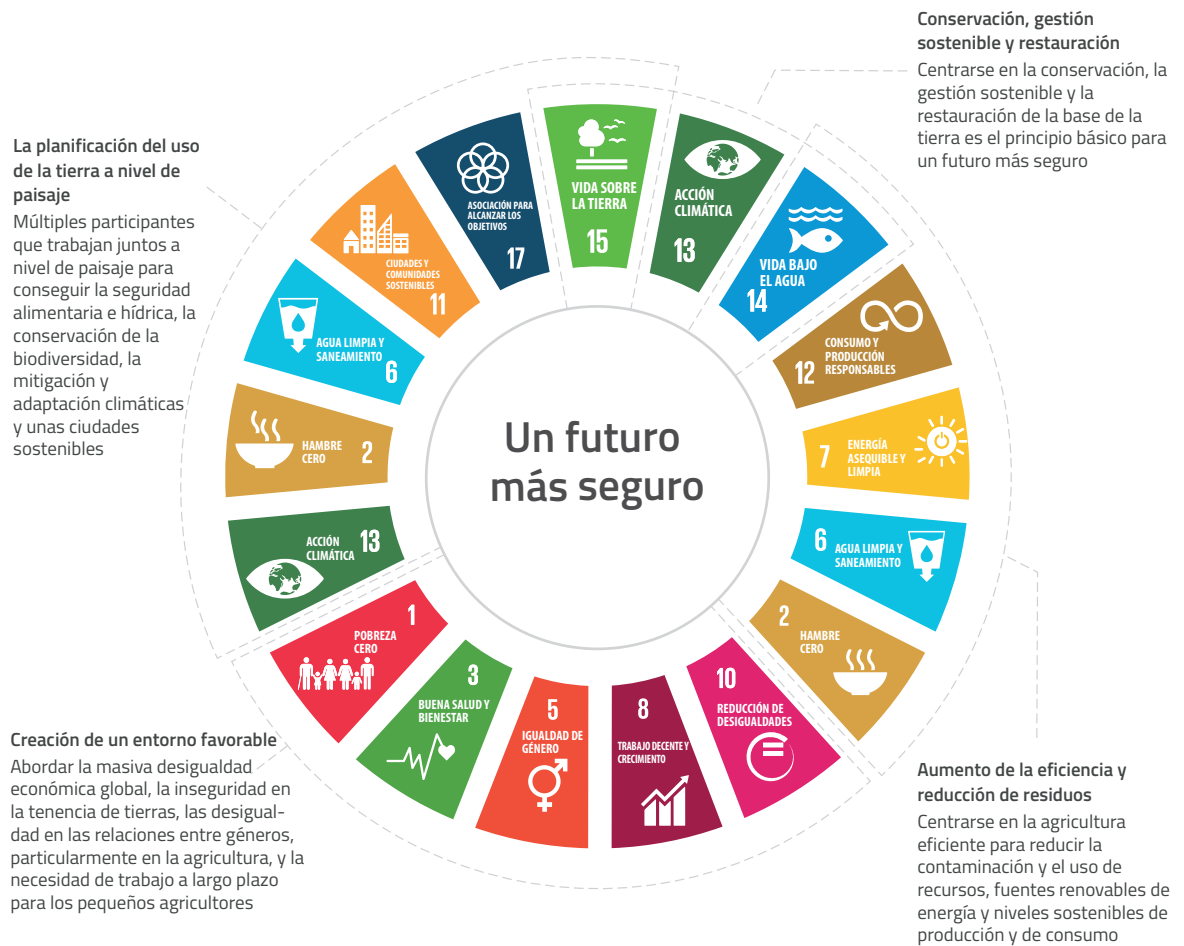 Conservación, gestión
sostenible y restauración
Centrarse en la conservación, la
gestión sostenible y la
restauración de la base de la
tierra es el principio básico para
un futuro más seguro
La planificación del uso
de la tierra a nivel de
paisaje
Múltiples participantes
que trabajan juntos a
nivel de paisaje para
conseguir la seguridad
alimentaria e hídrica, la
conservación de la
biodiversidad, la
mitigación y
adaptación climáticas
y unas ciudades
sostenibles
VIDA SOBRE
LA TIERRA
15
ACCIÓN
CLIMÁTICA
13
VIDA BAJO
EL AGUA
14
CONSUMO Y
PRODUCCIÓN
RESPONSABLES
12
7
ENERGÍA
ASEQUIBLE Y
LIMPIA
6
AGUA LIMPIA Y
SANEAMIENTO
2
HAMBRE
CERO
10
REDUCCIÓN DE
DESIGUALDADES
8
TRABAJO DECENTE Y
CRECIMIENTO
5
IGUALDAD DE
GÉNERO
3
BUENA SALUD Y
BIENESTAR
1
POBREZA
CERO
ACCIÓN
CLIMÁTICA
13
HAMBRE
CERO
2
AGUA LIMPIA Y
SANEAMIENTO
6
CIUDADES Y
COMUNIDADES
SOSTENIBLES
11
ASOCIACIÓN PARA
ALCANZAR LOS
OBJETIVOS
17
Un futuro
más seguro
Creación de un entorno favorable
Abordar la masiva desigualdad
económica global, la inseguridad en
la tenencia de tierras, las desigual-
dad en las relaciones entre géneros,
particularmente en la agricultura, y la
necesidad de trabajo a largo plazo
para los pequeños agricultores
Aumento de la eficiencia y
reducción de residuos
Centrarse en la agricultura
eficiente para reducir la
contaminación y el uso de
recursos, fuentes renovables de
energía y niveles sostenibles de
producción y de consumo